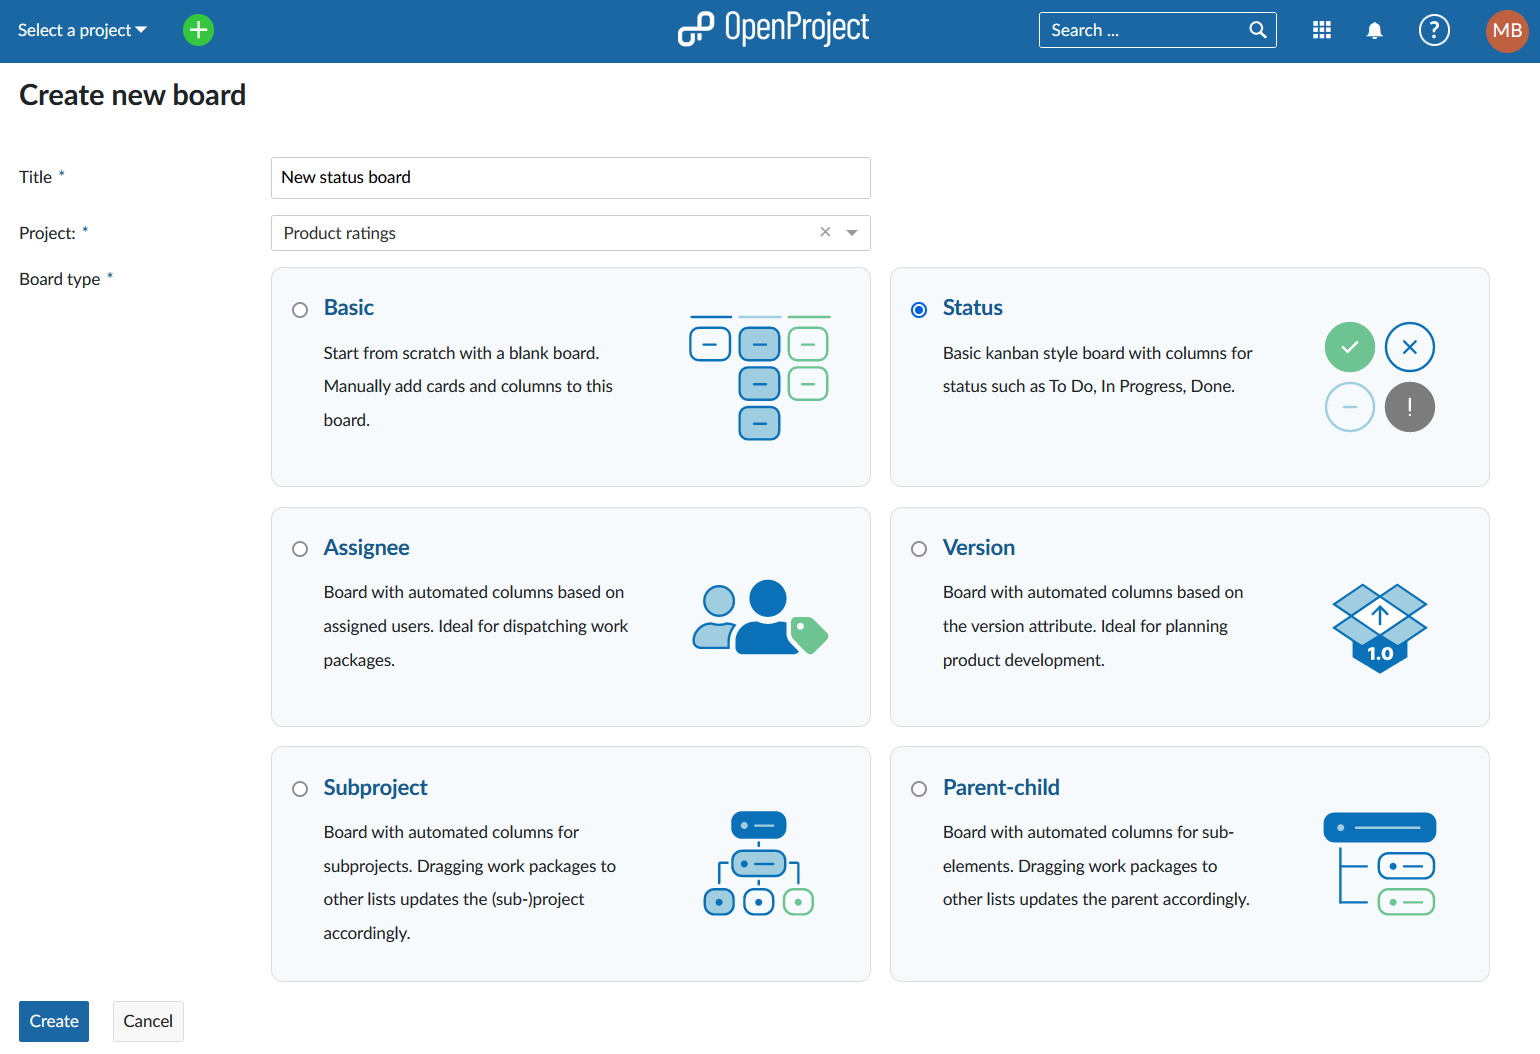 Select a project
OpenProject
Search ...
?
MB
Create new board
Title *
New status board
Project: *
Product ratings
Board type *
Basic
Start from scratch with a blank board.
Manually add cards and columns to this
board.
Status
Basic kanban style board with columns for
status such as To Do, In Progress, Done.
!
Assignee
Board with automated columns based on
assigned users. Ideal for dispatching work
packages.
Version
Board with automated columns based on
the version attribute. Ideal for planning
product development.
1.0
Subproject
Board with automated columns for
subprojects. Dragging work packages to
other lists updates the (sub-)project
accordingly.
Parent-child
Board with automated columns for sub-
elements. Dragging work packages to
other lists updates the parent accordingly.
Create
Cancel